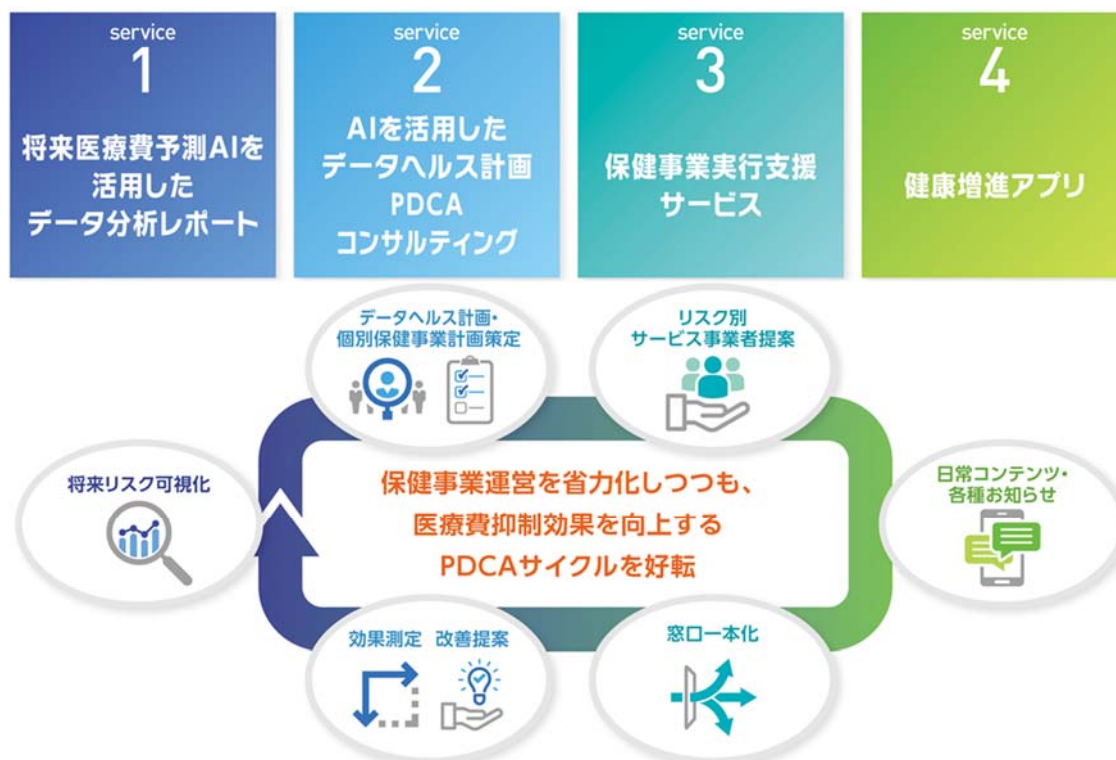 service
1
将来医療費予測AIを
活用した
データ分析レポート
service
2
AIを活用した
データヘルス計画
PDCA
コンサルティング
service
3
保健事業実行支援
サービス
service
4
健康増進アプリ
データヘルス計画・
個別保健事業計画策定
リスク別
サービス事業者提案
将来リスク可視化
保健事業運営を省力化しつつも、
医療費抑制効果を向上する
PDCAサイクルを好転
日常コンテンツ・
各種お知らせ
効果測定 改善提案
窓口一本化